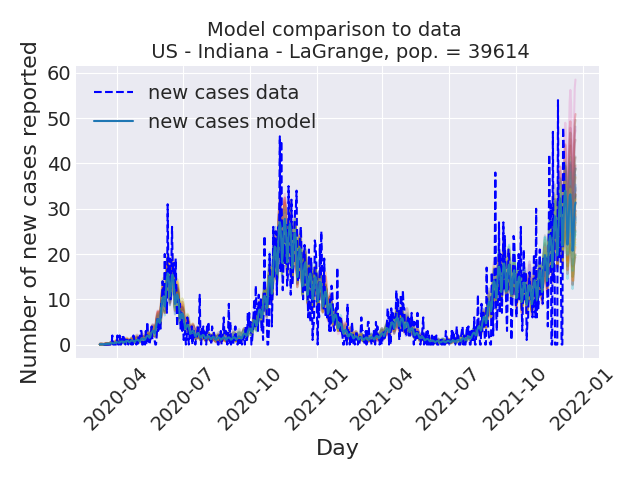 Model comparison to data
US - Indiana - LaGrange, pop. = 39614
Number of new cases reported
60
50
40
30
20
10
0
new cases data
new cases model
2020-04
2020-07
2020-10
2021-01
2021-04
2021-07
2021-10
2022-01
Day